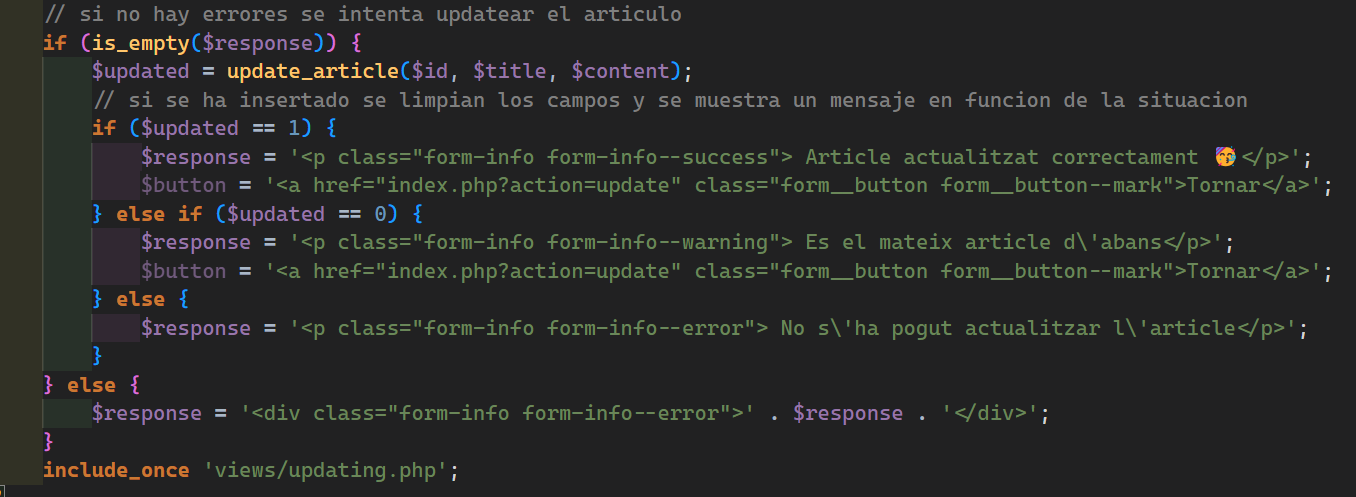 // si no hay errores se intenta updatear el articulo
if (is_empty($response)) {
    $updated = update_article($id, $title, $content);
    // si se ha insertado se limpian los campos y se muestra un mensaje en funcion de la situacion
    if ($updated == 1) {
        $response = '<p class="form-info form-info--success"> Article actualitzat correctament 🥳</p>';
        $button = '<a href="index.php?action=update" class="form__button form__button--mark">Tornar</a>';
    } else if ($updated == 0) {
        $response = '<p class="form-info form-info--warning"> Es el mateix article d\'abans</p>';
        $button = '<a href="index.php?action=update" class="form__button form__button--mark">Tornar</a>';
    } else {
        $response = '<p class="form-info form-info--error"> No s\'ha pogut actualitzar l\'article</p>';
    }
} else {
    $response = '<div class="form-info form-info--error">' . $response . '</div>';
}
include_once 'views/updating.php';